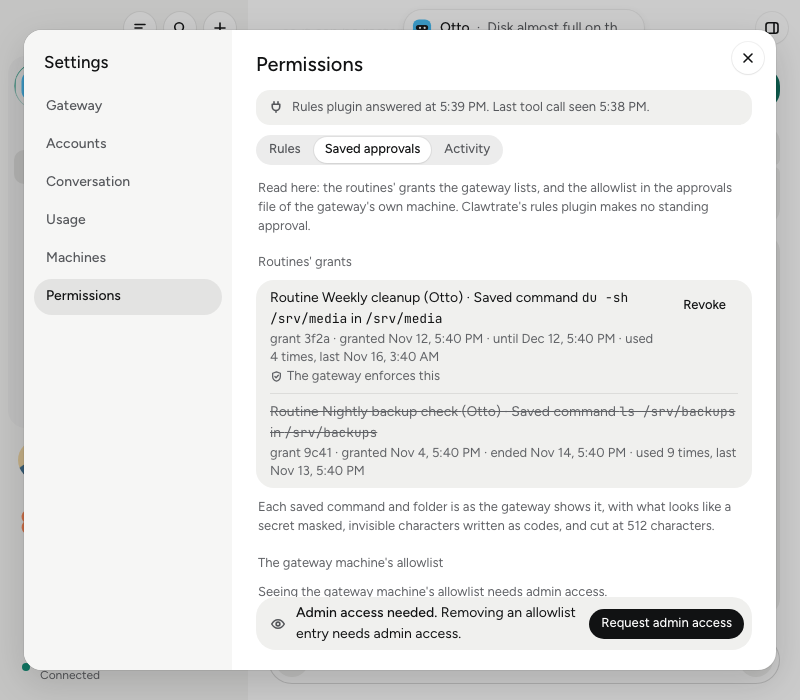 Otto · Disk almost full on th
Settings
Gateway
Accounts
Conversation
Usage
Machines
Permissions
Connected
Permissions
Rules plugin answered at 5:39 PM. Last tool call seen 5:38 PM.
Rules Saved approvals Activity
Read here: the routines' grants the gateway lists, and the allowlist in the approvals
file of the gateway's own machine. Clawtrate's rules plugin makes no standing
approval.
Routines' grants
Routine Weekly cleanup (Otto) · Saved command du -sh
/srv/media in /srv/media
Revoke
grant 3f2a · granted Nov 12, 5:40 PM · until Dec 12, 5:40 PM · used
4 times, last Nov 16, 3:40 AM
The gateway enforces this
Routine Nightly backup check (Otto) · Saved command ls /srv/backups
in /srv/backups
grant 9c41 · granted Nov 4, 5:40 PM · ended Nov 14, 5:40 PM · used 9 times, last
Nov 13, 5:40 PM
Each saved command and folder is as the gateway shows it, with what looks like a
secret masked, invisible characters written as codes, and cut at 512 characters.
The gateway machine's allowlist
Seeing the gateway machine's allowlist needs admin access.
Admin access needed. Removing an allowlist
entry needs admin access.
Request admin access